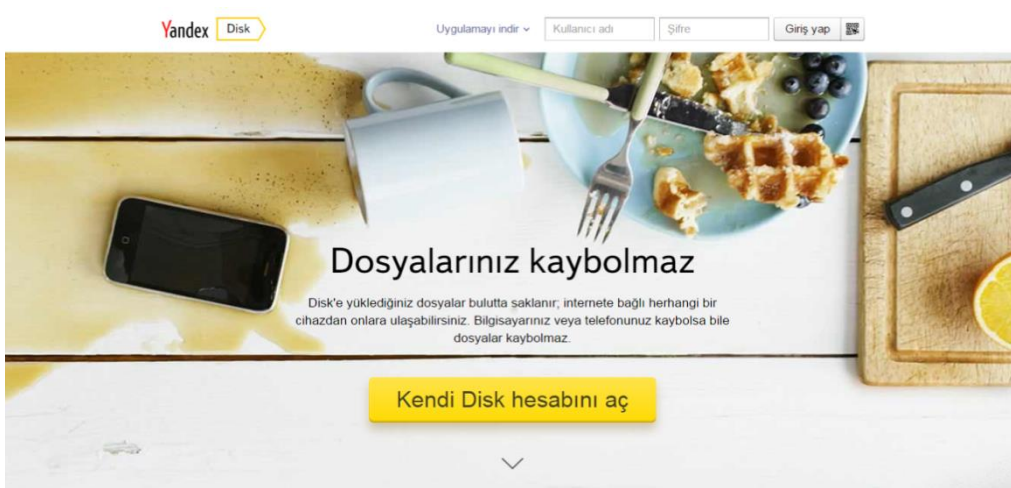 Yandex Disk Uygulamayı indir Kullanıcı adı Şifre Giriş yap
Dosyalarınız kaybolmaz
Disk'e yüklediğiniz dosyalar bulutta saklanır; internete bağlı herhangi bir
cihazdan onlara ulaşabilirsiniz. Bilgisayarınız veya telefonunuz kaybolsa bile
dosyalar kaybolmaz.
Kendi Disk hesabını aç